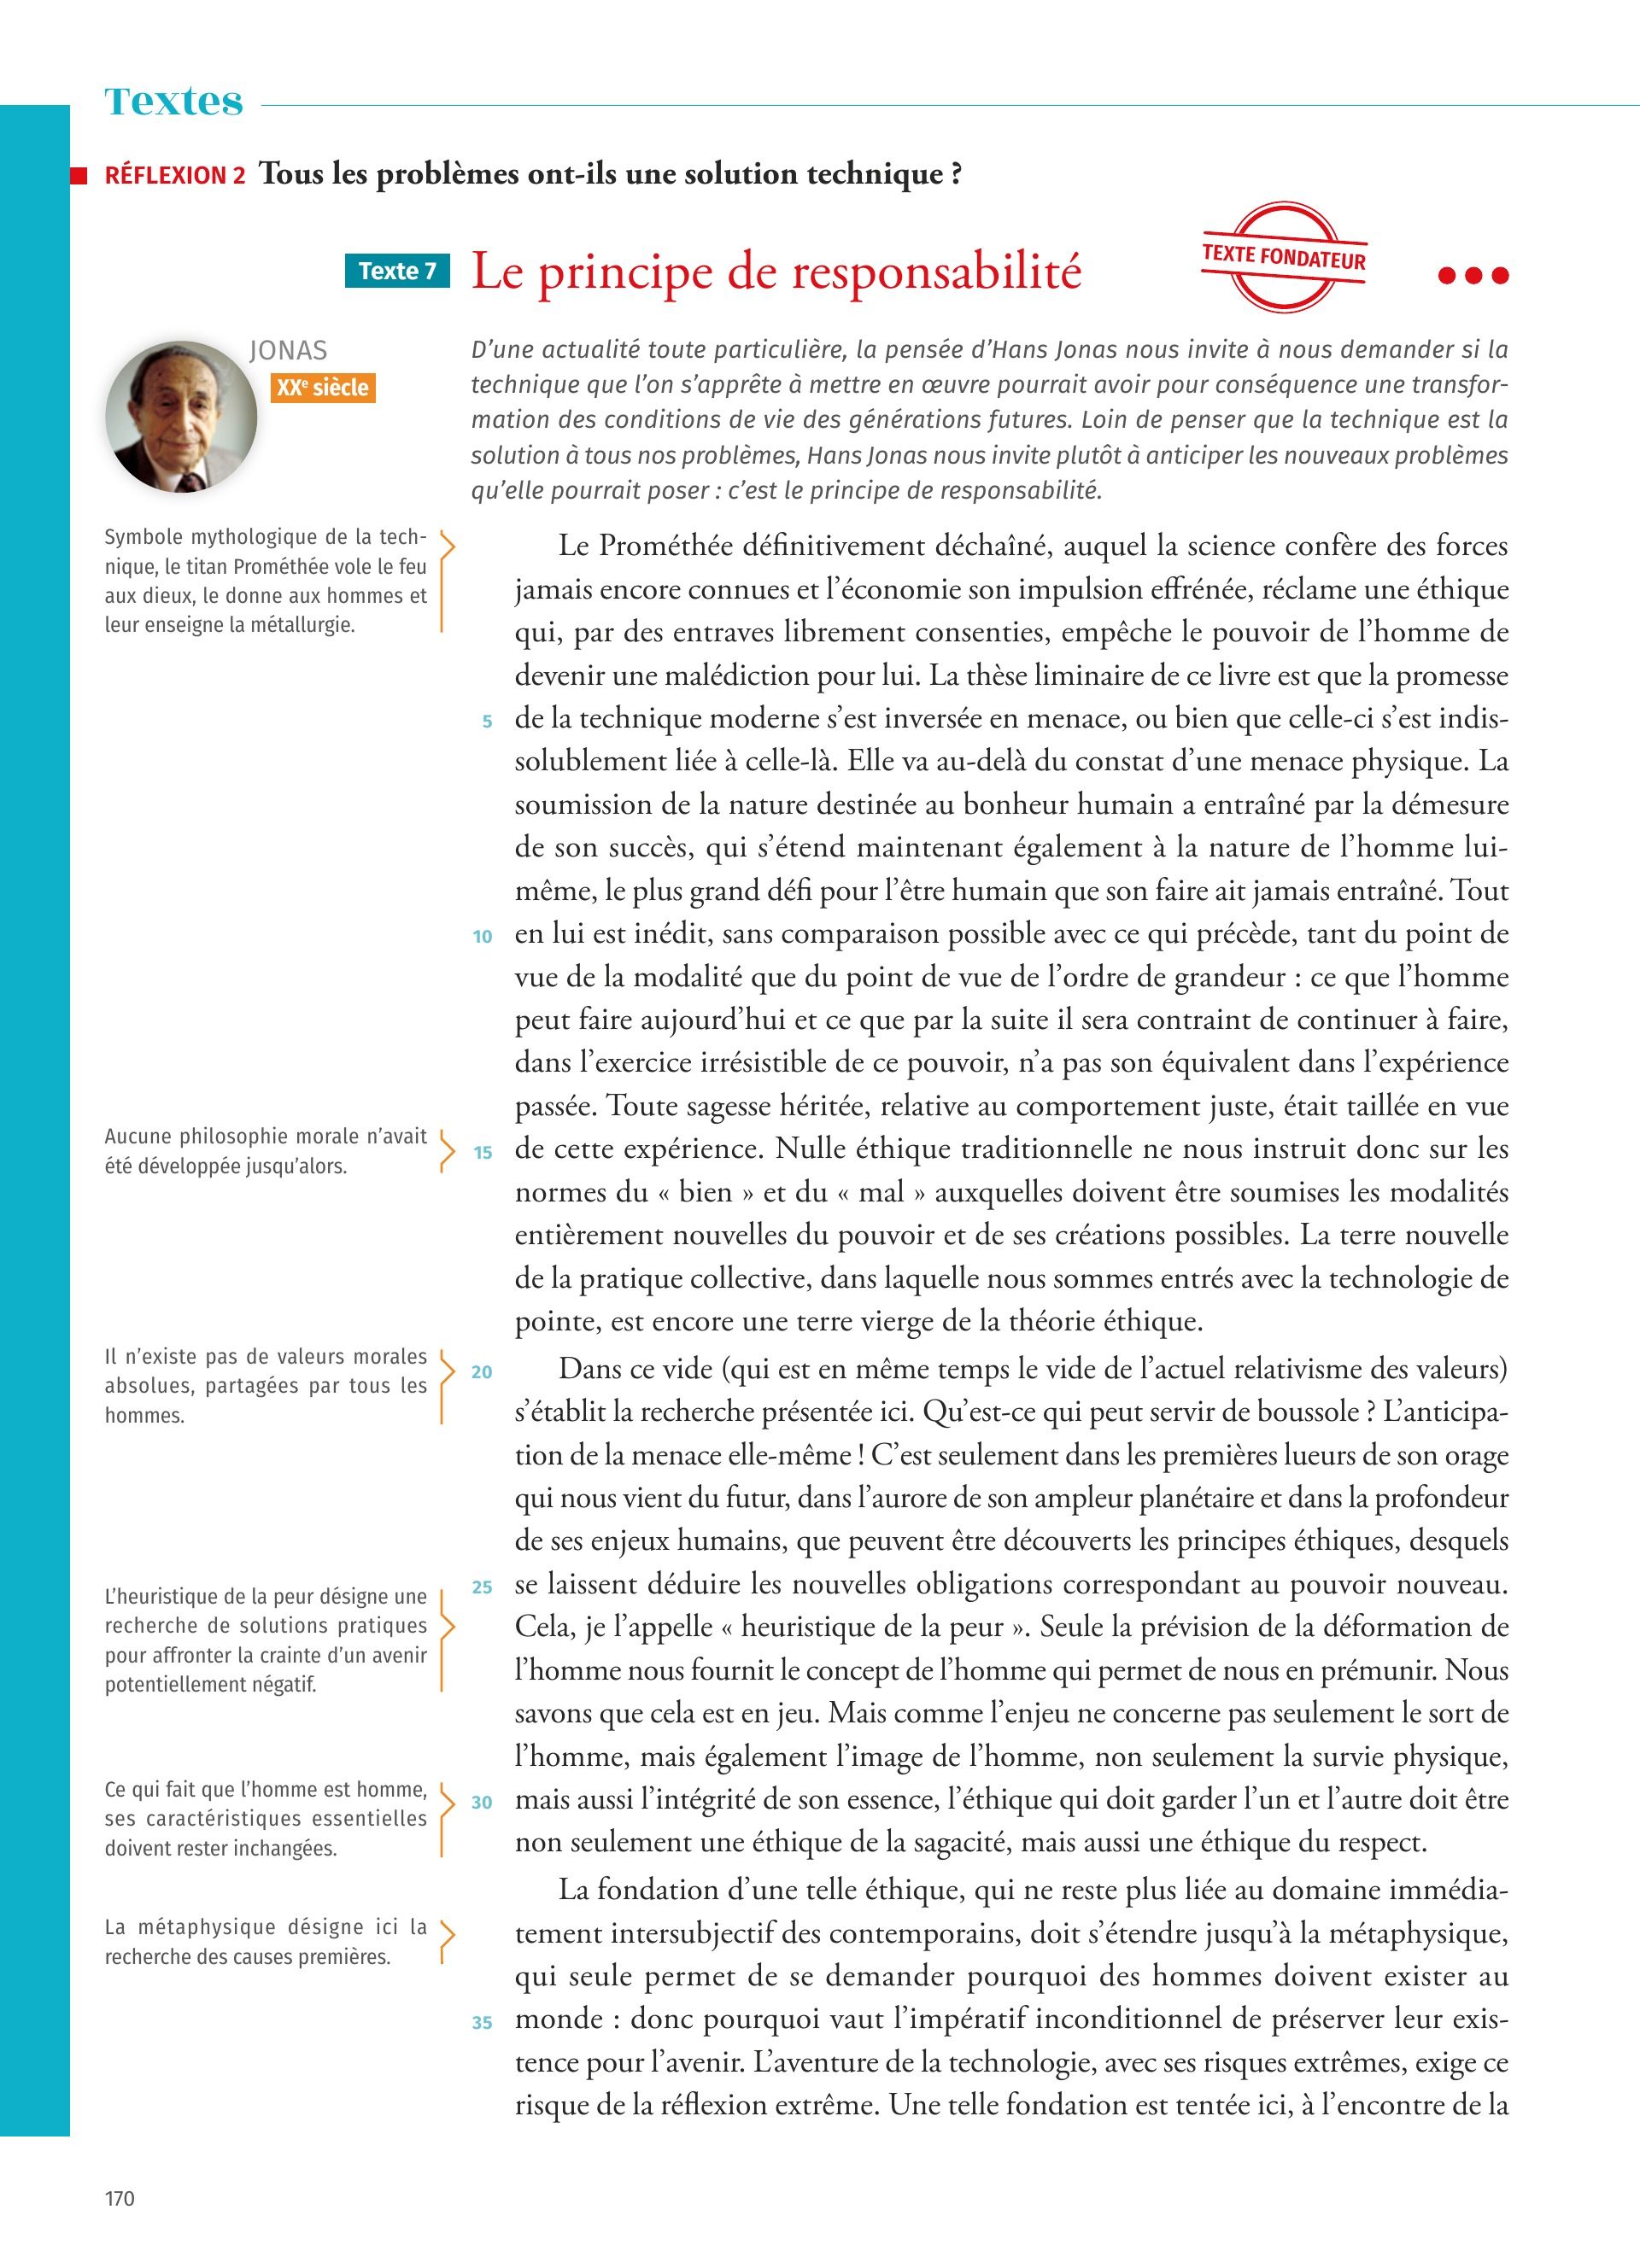 Textes
RÉFLEXION 2 Tous les problèmes ont-ils une solution technique ?
Texte 7 Le principe de responsabilité
TEXTE FONDATEUR
JONAS
XXe siècle
D’une actualité toute particulière, la pensée d’Hans Jonas nous invite à nous demander si la
technique que l’on s’apprête à mettre en œuvre pourrait avoir pour conséquence une transfor-
mation des conditions de vie des générations futures. Loin de penser que la technique est la
solution à tous nos problèmes, Hans Jonas nous invite plutôt à anticiper les nouveaux problèmes
qu’elle pourrait poser : c’est le principe de responsabilité.
Symbole mythologique de la tech-
nique, le titan Prométhée vole le feu
aux dieux, le donne aux hommes et
leur enseigne la métallurgie.
Le Prométhée définitivement déchaîné, auquel la science confère des forces
jamais encore connues et l’économie son impulsion effrénée, réclame une éthique
qui, par des entraves librement consenties, empêche le pouvoir de l’homme de
devenir une malédiction pour lui. La thèse liminaire de ce livre est que la promesse
5 de la technique moderne s’est inversée en menace, ou bien que celle-ci s’est indis-
solublement liée à celle-là. Elle va au-delà du constat d’une menace physique. La
soumission de la nature destinée au bonheur humain a entraîné par la démesure
de son succès, qui s’étend maintenant également à la nature de l’homme lui-
même, le plus grand défi pour l’être humain que son faire ait jamais entraîné. Tout
10 en lui est inédit, sans comparaison possible avec ce qui précède, tant du point de
vue de la modalité que du point de vue de l’ordre de grandeur : ce que l’homme
peut faire aujourd’hui et ce que par la suite il sera contraint de continuer à faire,
dans l’exercice irrésistible de ce pouvoir, n’a pas son équivalent dans l’expérience
passée. Toute sagesse héritée, relative au comportement juste, était taillée en vue
Aucune philosophie morale n’avait
été développée jusqu’alors.
15 de cette expérience. Nulle éthique traditionnelle ne nous instruit donc sur les
normes du « bien » et du « mal » auxquelles doivent être soumises les modalités
entièrement nouvelles du pouvoir et de ses créations possibles. La terre nouvelle
de la pratique collective, dans laquelle nous sommes entrés avec la technologie de
pointe, est encore une terre vierge de la théorie éthique.
Il n’existe pas de valeurs morales
absolues, partagées par tous les
hommes.
20 Dans ce vide (qui est en même temps le vide de l’actuel relativisme des valeurs)
s’établit la recherche présentée ici. Qu’est-ce qui peut servir de boussole ? L’anticipa-
tion de la menace elle-même ! C’est seulement dans les premières lueurs de son orage
qui nous vient du futur, dans l’aurore de son ampleur planétaire et dans la profondeur
de ses enjeux humains, que peuvent être découverts les principes éthiques, desquels
L’heuristique de la peur désigne une
recherche de solutions pratiques
pour affronter la crainte d’un avenir
potentiellement négatif.
25 se laissent déduire les nouvelles obligations correspondant au pouvoir nouveau.
Cela, je l’appelle « heuristique de la peur ». Seule la prévision de la déformation de
l’homme nous fournit le concept de l’homme qui permet de nous en prémunir. Nous
savons que cela est en jeu. Mais comme l’enjeu ne concerne pas seulement le sort de
l’homme, mais également l’image de l’homme, non seulement la survie physique,
Ce qui fait que l’homme est homme,
ses caractéristiques essentielles
doivent rester inchangées.
30 mais aussi l’intégrité de son essence, l’éthique qui doit garder l’un et l’autre doit être
non seulement une éthique de la sagacité, mais aussi une éthique du respect.
La métaphysique désigne ici la
recherche des causes premières.
La fondation d’une telle éthique, qui ne reste plus liée au domaine immédia-
tement intersubjectif des contemporains, doit s’étendre jusqu’à la métaphysique,
qui seule permet de se demander pourquoi des hommes doivent exister au
35 monde : donc pourquoi vaut l’impératif inconditionnel de préserver leur exis-
tence pour l’avenir. L’aventure de la technologie, avec ses risques extrêmes, exige ce
risque de la réflexion extrême. Une telle fondation est tentée ici, à l’encontre de la
170